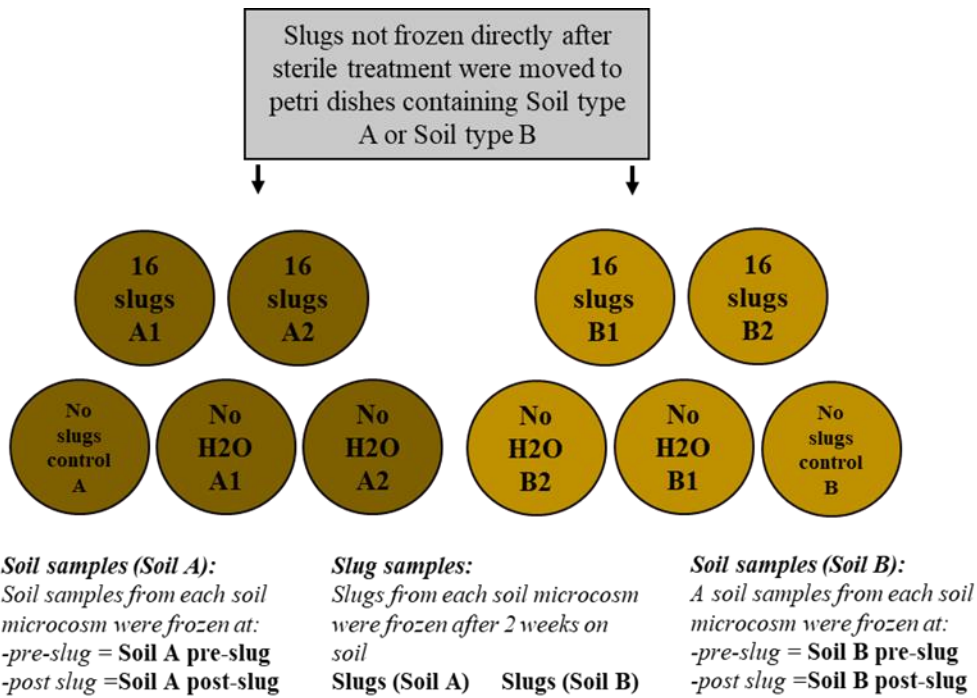 Slugs not frozen directly after
sterile treatment were moved to
petri dishes containing Soil type
A or Soil type B
16
slugs
A1
16
slugs
A2
16
slugs
B1
16
slugs
B2
No
slugs
control
A
No
H2O
A1
No
H2O
A2
No
H2O
B2
No
H2O
B1
No
slugs
control
B
Soil samples (Soil A):
Soil samples from each soil
microcosm were frozen at:
-pre-slug = Soil A pre-slug
-post slug =Soil A post-slug
Slug samples:
Slugs from each soil microcosm
were frozen after 2 weeks on
soil
Slugs (Soil A) Slugs (Soil B)
Soil samples (Soil B):
A soil samples from each soil
microcosm were frozen at:
-pre-slug = Soil B pre-slug
-post slug =Soil B post-slug